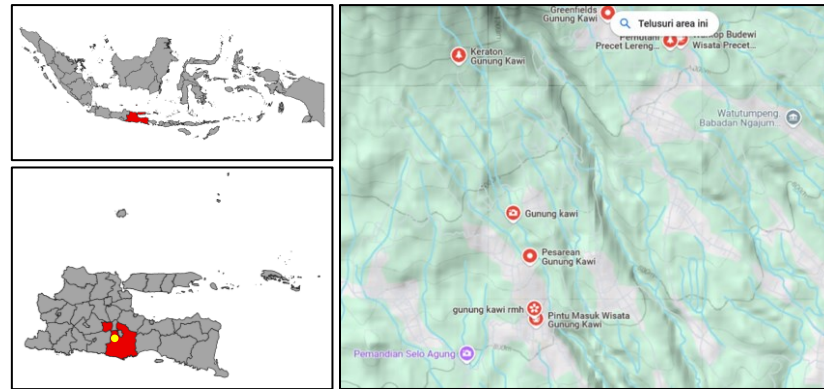 Greenfields
Gunung Kawi
Telusuri area ini
Perhutani
Precet Lereng...
Budewi
Wisata Precet...
Keraton
Gunung Kawi
Watutumpeng
Babadan Ngajum...
Gunung kawi
Pesarean
Gunung Kawi
gunung kawi rmh
Pintu Masuk Wisata
Gunung Kawi
Pemandian Selo Agung